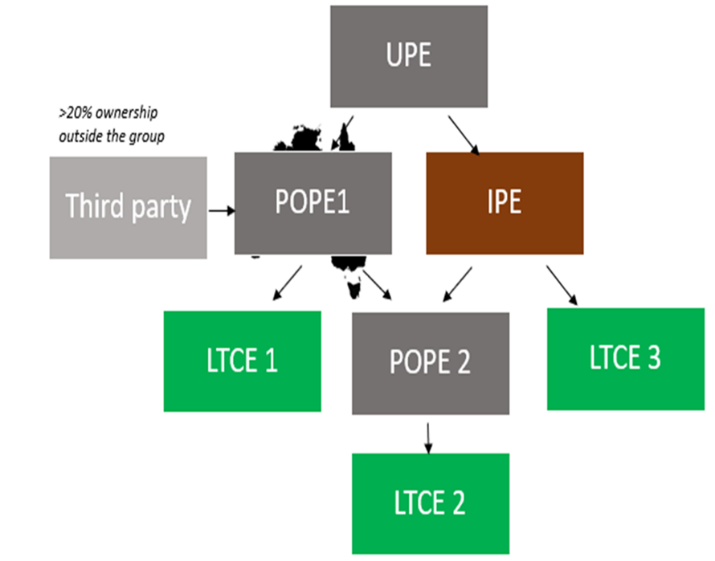 UPE
>20% ownership
outside the group
Third party
POPE1
IPE
LTCE 1
POPE 2
LTCE 3
LTCE 2